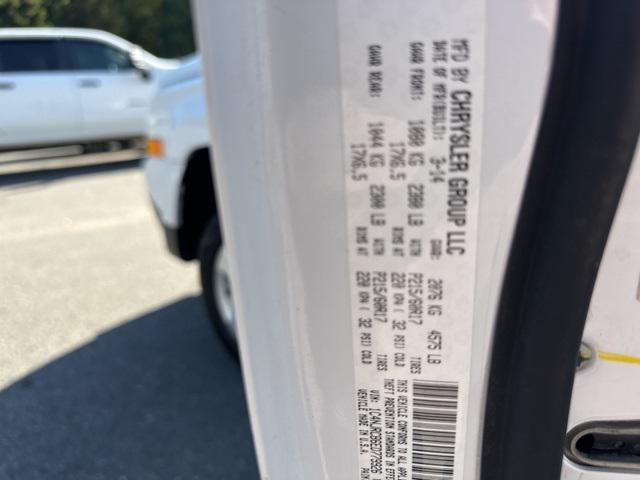 MFD BY CHRYSLER GROUP LLC
DATE OF MFR(BUILT): 3-14 GVWR: 2076 KG 4575 LB
GAWR FRONT: 1080 KG 2380 LB WITH P215/60R17 TIRES
17X6.5 RIMS AT 220 KPA ( 32 PSI) COLD
GAWR REAR: 1044 KG 2300 LB WITH P215/60R17 TIRES
17X6.5 RIMS AT 220 KPA ( 32 PSI) COLD
THIS VEHICLE CONFORMS TO ALL
THEFT PREVENTION STANDARDS IN
VIN:
VEHICLE MADE IN U.S.A.